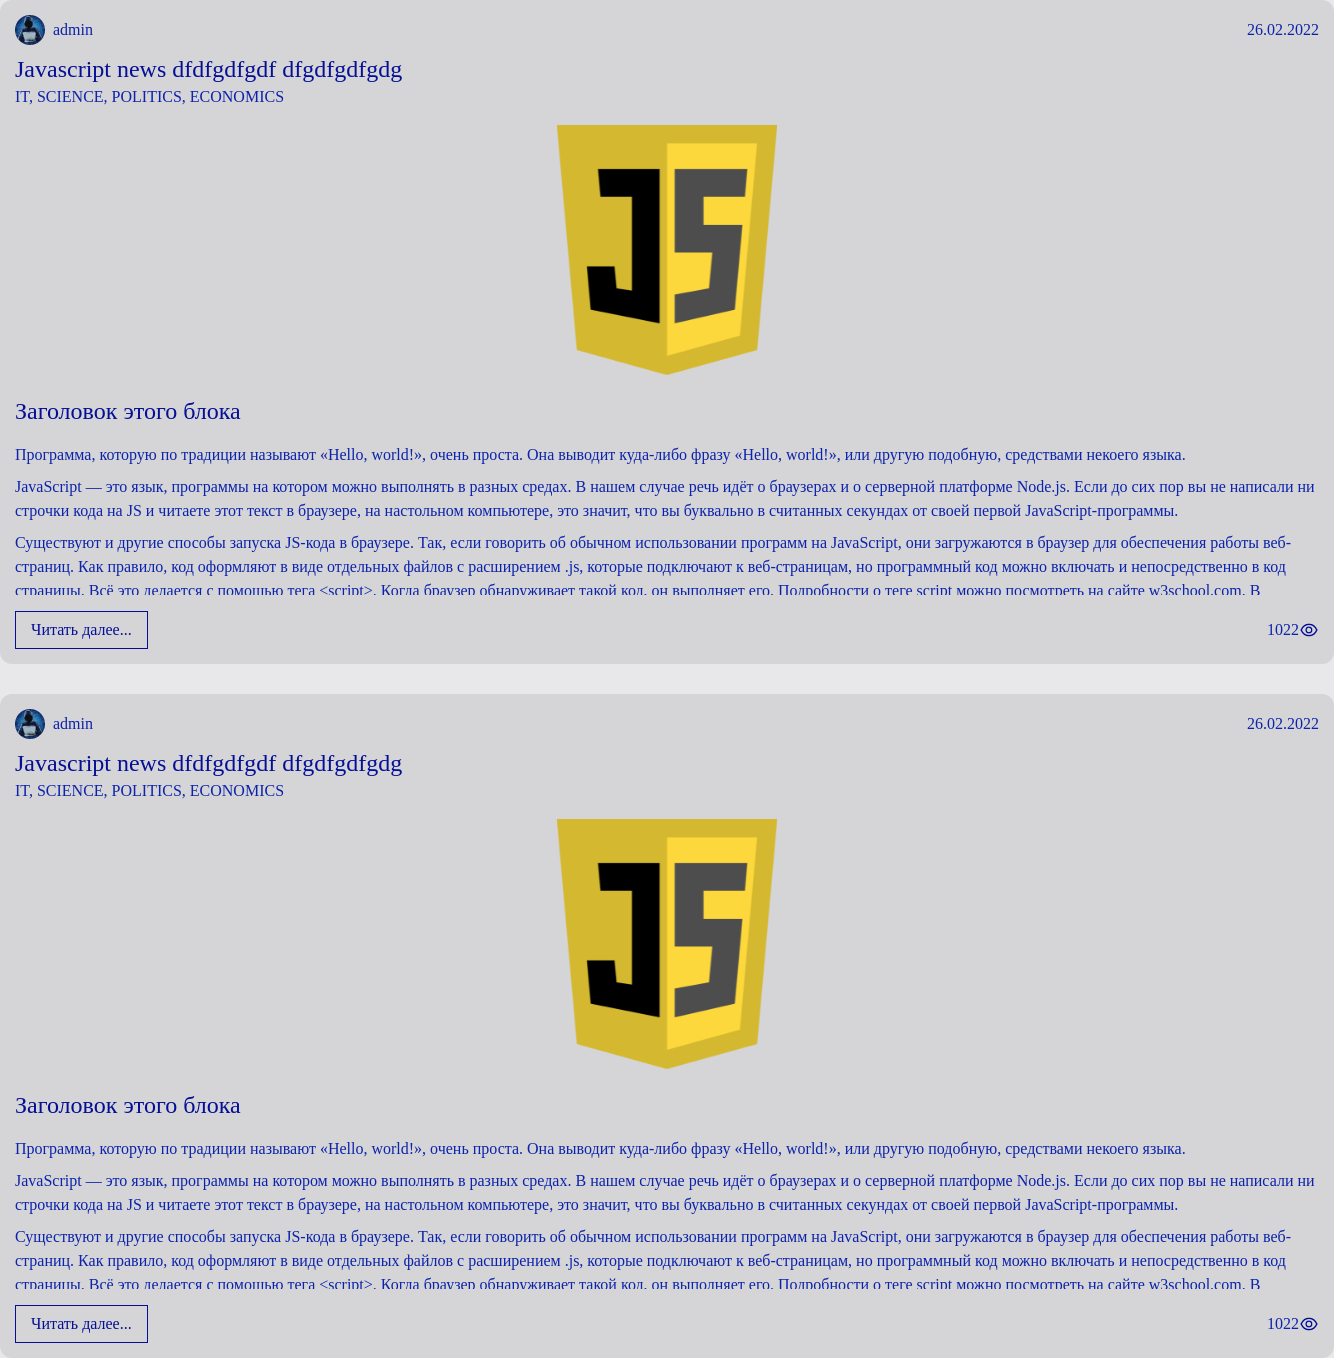 admin
26.02.2022
Javascript news dfdfgdfgdf dfgdfgdfgdg
IT, SCIENCE, POLITICS, ECONOMICS
JS
Заголовок этого блока
Программа, которую по традиции называют «Hello, world!», очень проста. Она выводит куда-либо фразу «Hello, world!», или другую подобную, средствами некоего языка.
JavaScript — это язык, программы на котором можно выполнять в разных средах. В нашем случае речь идёт о браузерах и о серверной платформе Node.js. Если до сих пор вы не написали ни
строчки кода на JS и читаете этот текст в браузере, на настольном компьютере, это значит, что вы буквально в считанных секундах от своей первой JavaScript-программы.
Существуют и другие способы запуска JS-кода в браузере. Так, если говорить об обычном использовании программ на JavaScript, они загружаются в браузер для обеспечения работы веб-
страниц. Как правило, код оформляют в виде отдельных файлов с расширением .js, которые подключают к веб-страницам, но программный код можно включать и непосредственно в код
страницы. Всё это делается с помощью тега <script>. Когда браузер обнаруживает такой код, он выполняет его. Подробности о теге script можно посмотреть на сайте w3school.com. В
Читать далее...
1022
admin
26.02.2022
Javascript news dfdfgdfgdf dfgdfgdfgdg
IT, SCIENCE, POLITICS, ECONOMICS
JS
Заголовок этого блока
Программа, которую по традиции называют «Hello, world!», очень проста. Она выводит куда-либо фразу «Hello, world!», или другую подобную, средствами некоего языка.
JavaScript — это язык, программы на котором можно выполнять в разных средах. В нашем случае речь идёт о браузерах и о серверной платформе Node.js. Если до сих пор вы не написали ни
строчки кода на JS и читаете этот текст в браузере, на настольном компьютере, это значит, что вы буквально в считанных секундах от своей первой JavaScript-программы.
Существуют и другие способы запуска JS-кода в браузере. Так, если говорить об обычном использовании программ на JavaScript, они загружаются в браузер для обеспечения работы веб-
страниц. Как правило, код оформляют в виде отдельных файлов с расширением .js, которые подключают к веб-страницам, но программный код можно включать и непосредственно в код
страницы. Всё это делается с помощью тега <script>. Когда браузер обнаруживает такой код, он выполняет его. Подробности о теге script можно посмотреть на сайте w3school.com. В
Читать далее...
1022